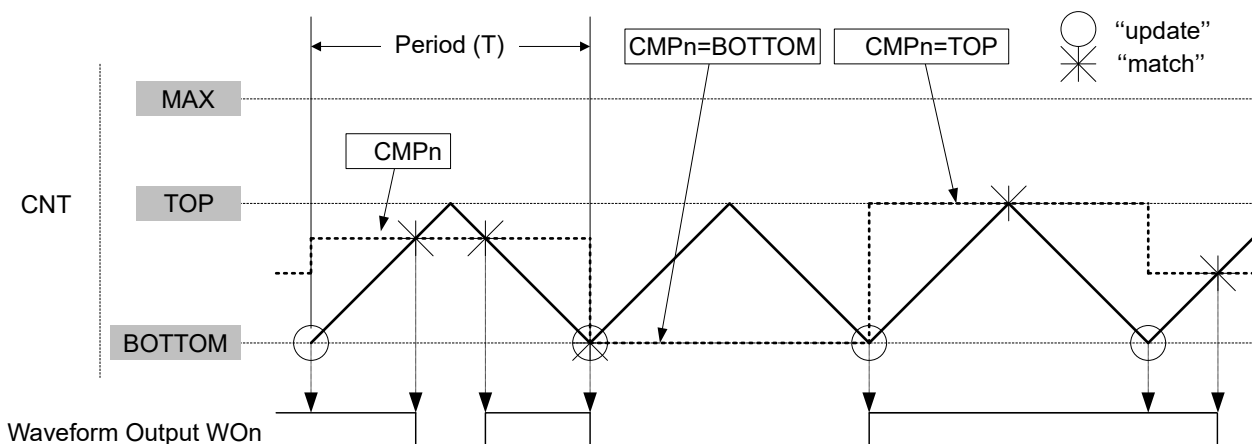 Period (T)
CMPn=BOTTOM
CMPn=TOP
“update”
“match”
MAX
CMPn
CNT
TOP
BOTTOM
Waveform Output WOn